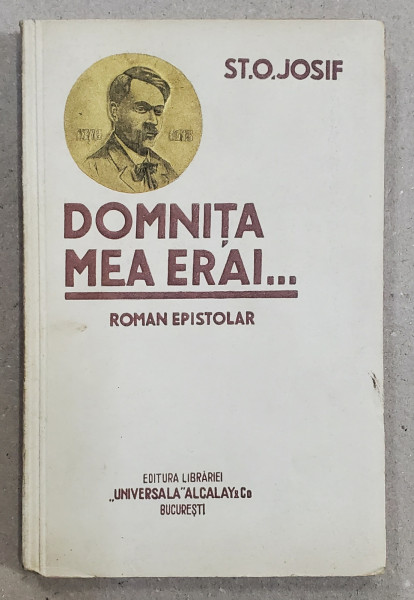 ST.O.JOSIF
DOMNIȚA
MEA ERAI...
ROMAN EPISTOLAR
EDITURA LIBRĂRIEI
„UNIVERSALA" ALCALAY & Co
BUCUREȘTI